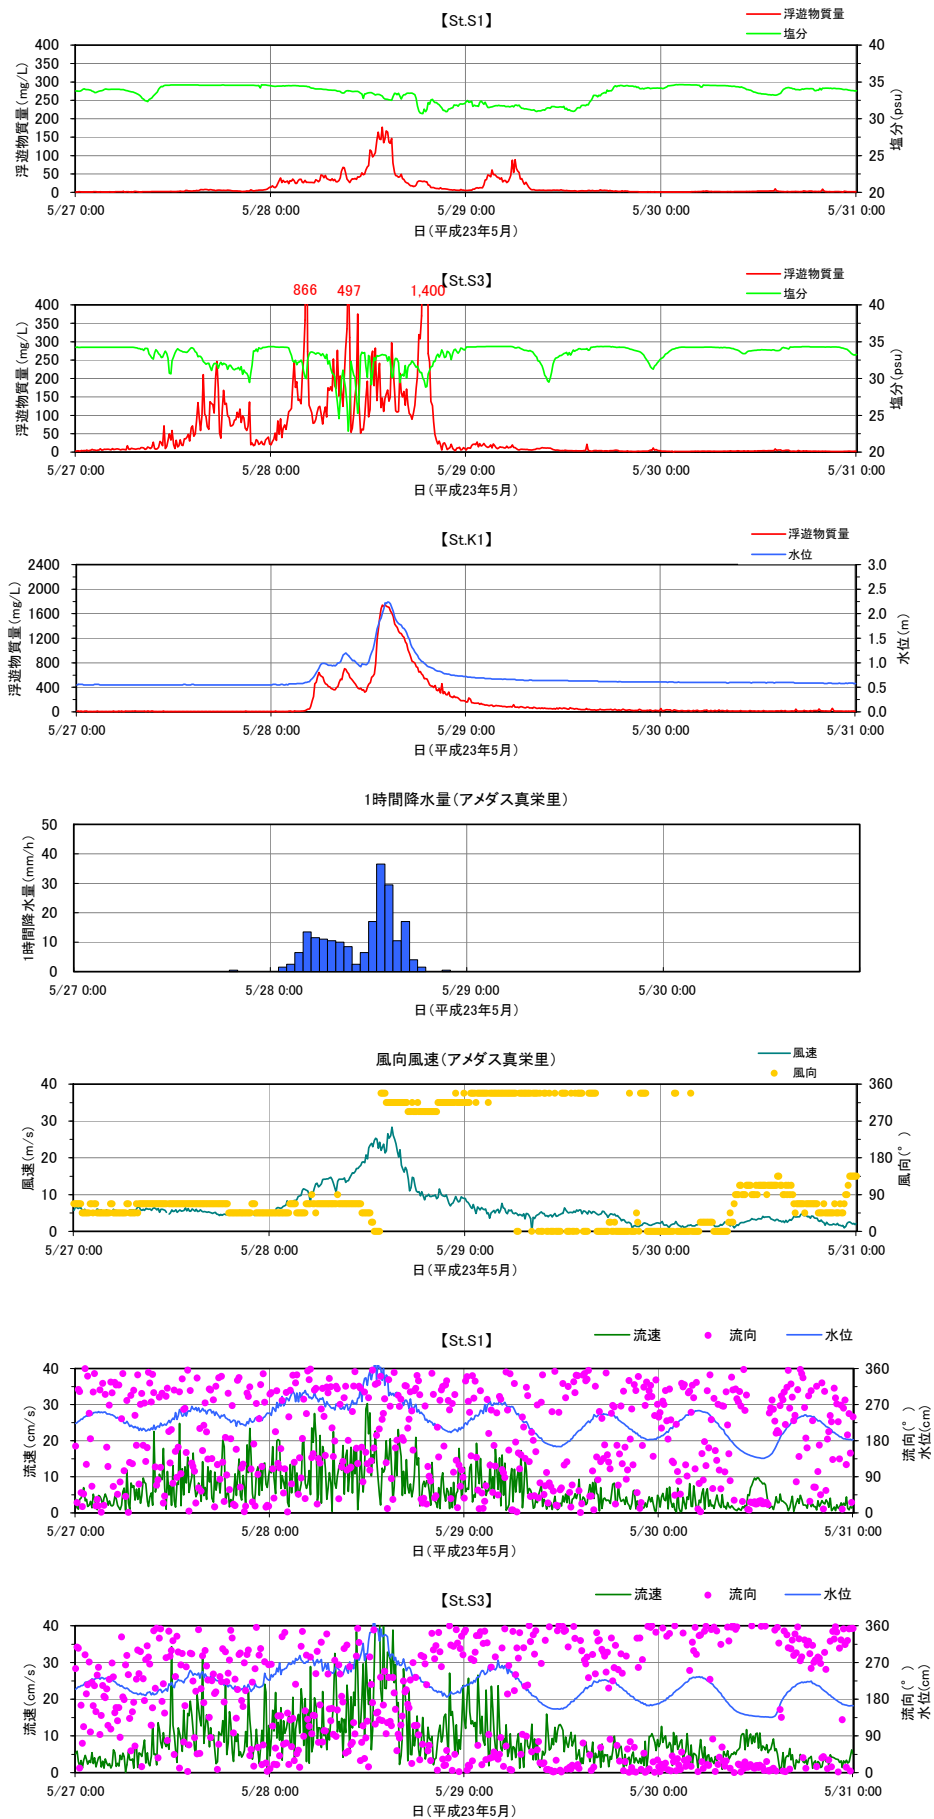 【St.S1】
浮遊物質量
塩分
浮遊物質量(mg/L)
400
350
300
250
200
150
100
50
0
40
35
30
25
20
塩分(psu)
5/27 0:00 5/28 0:00 5/29 0:00 5/30 0:00 5/31 0:00
日(平成23年5月)
【St.S3】
浮遊物質量
塩分
866 497 1,400
浮遊物質量(mg/L)
400
350
300
250
200
150
100
50
0
40
35
30
25
20
塩分(psu)
5/27 0:00 5/28 0:00 5/29 0:00 5/30 0:00 5/31 0:00
日(平成23年5月)
【St.K1】
浮遊物質量
水位
浮遊物質量(mg/L)
2400
2000
1600
1200
800
400
0
3.0
2.5
2.0
1.5
1.0
0.5
0.0
水位(m)
5/27 0:00 5/28 0:00 5/29 0:00 5/30 0:00 5/31 0:00
日(平成23年5月)
1時間降水量(アメダス真栄里)
1時間降水量(mm/h)
50
40
30
20
10
0
5/27 0:00 5/28 0:00 5/29 0:00 5/30 0:00
日(平成23年5月)
風向風速(アメダス真栄里)
風速
風向
風速(m/s)
40
30
20
10
0
360
270
180
90
0
風向(°)
5/27 0:00 5/28 0:00 5/29 0:00 5/30 0:00 5/31 0:00
日(平成23年5月)
【St.S1】
流速 流向 水位
流速(cm/s)
40
30
20
10
0
360
270
180
90
0
流向(°)
水位(cm)
5/27 0:00 5/28 0:00 5/29 0:00 5/30 0:00 5/31 0:00
日(平成23年5月)
【St.S3】
流速 流向 水位
流速(cm/s)
40
30
20
10
0
360
270
180
90
0
流向(°)
水位(cm)
5/27 0:00 5/28 0:00 5/29 0:00 5/30 0:00 5/31 0:00
日(平成23年5月)